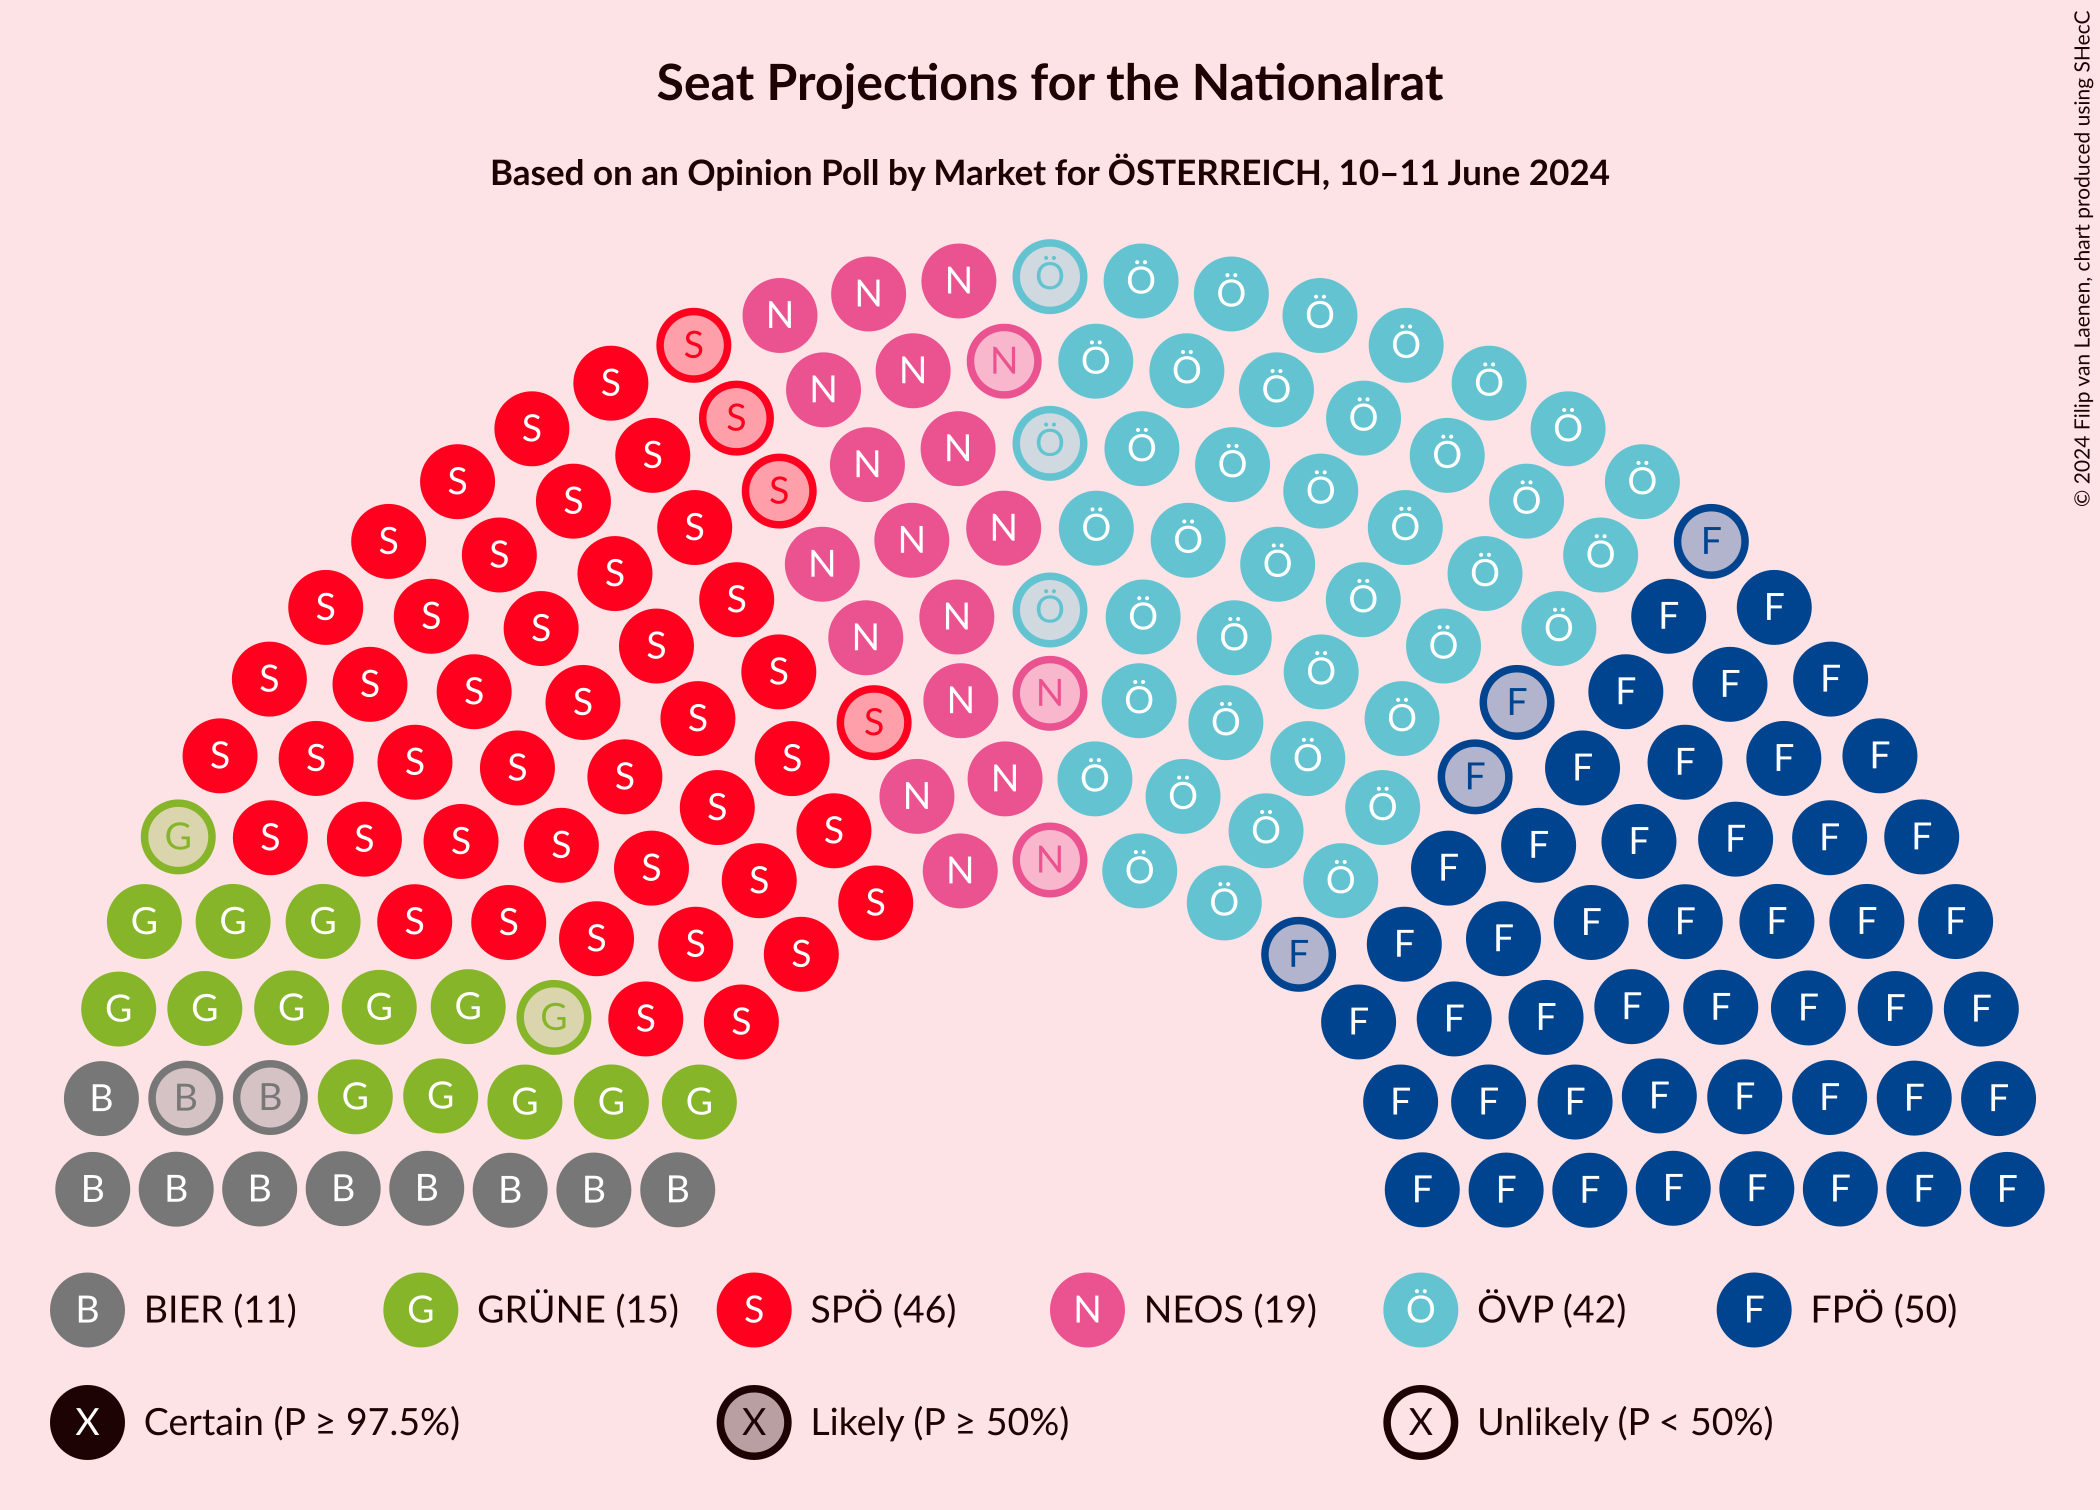 Seat Projections for the Nationalrat
Based on an Opinion Poll by Market for ÖSTERREICH, 10–11 June 2024
© 2024 Filip van Laenen, chart produced using SHecC
Ö
N N Ö
N Ö
S N Ö
N Ö Ö
N N Ö Ö
S S N Ö Ö Ö
S N Ö Ö
S N Ö Ö Ö
S S N Ö Ö Ö
S S N Ö Ö Ö
S S N N Ö Ö Ö F
S S N Ö Ö Ö
S S N Ö Ö
S S S N Ö Ö Ö F F
S S S N Ö Ö Ö F
S S S N Ö Ö F F F
S S S N Ö Ö F F
S S S S S Ö Ö Ö F F F F
S S S N N Ö Ö F F
S S S Ö Ö F
G S S S S S Ö F F F F F
S S N N Ö Ö F
G G G S S S Ö F F F F F
S S S F F F F
G G G G G G S S F F F F F F F F
B B B G G G G G F F F F F F F F
B B B B B B B B F F F F F F F F
B BIER (11) G GRÜNE (15) S SPÖ (46) N NEOS (19) Ö ÖVP (42) F FPÖ (50)
X Certain (P ≥ 97.5%) X Likely (P ≥ 50%) X Unlikely (P < 50%)